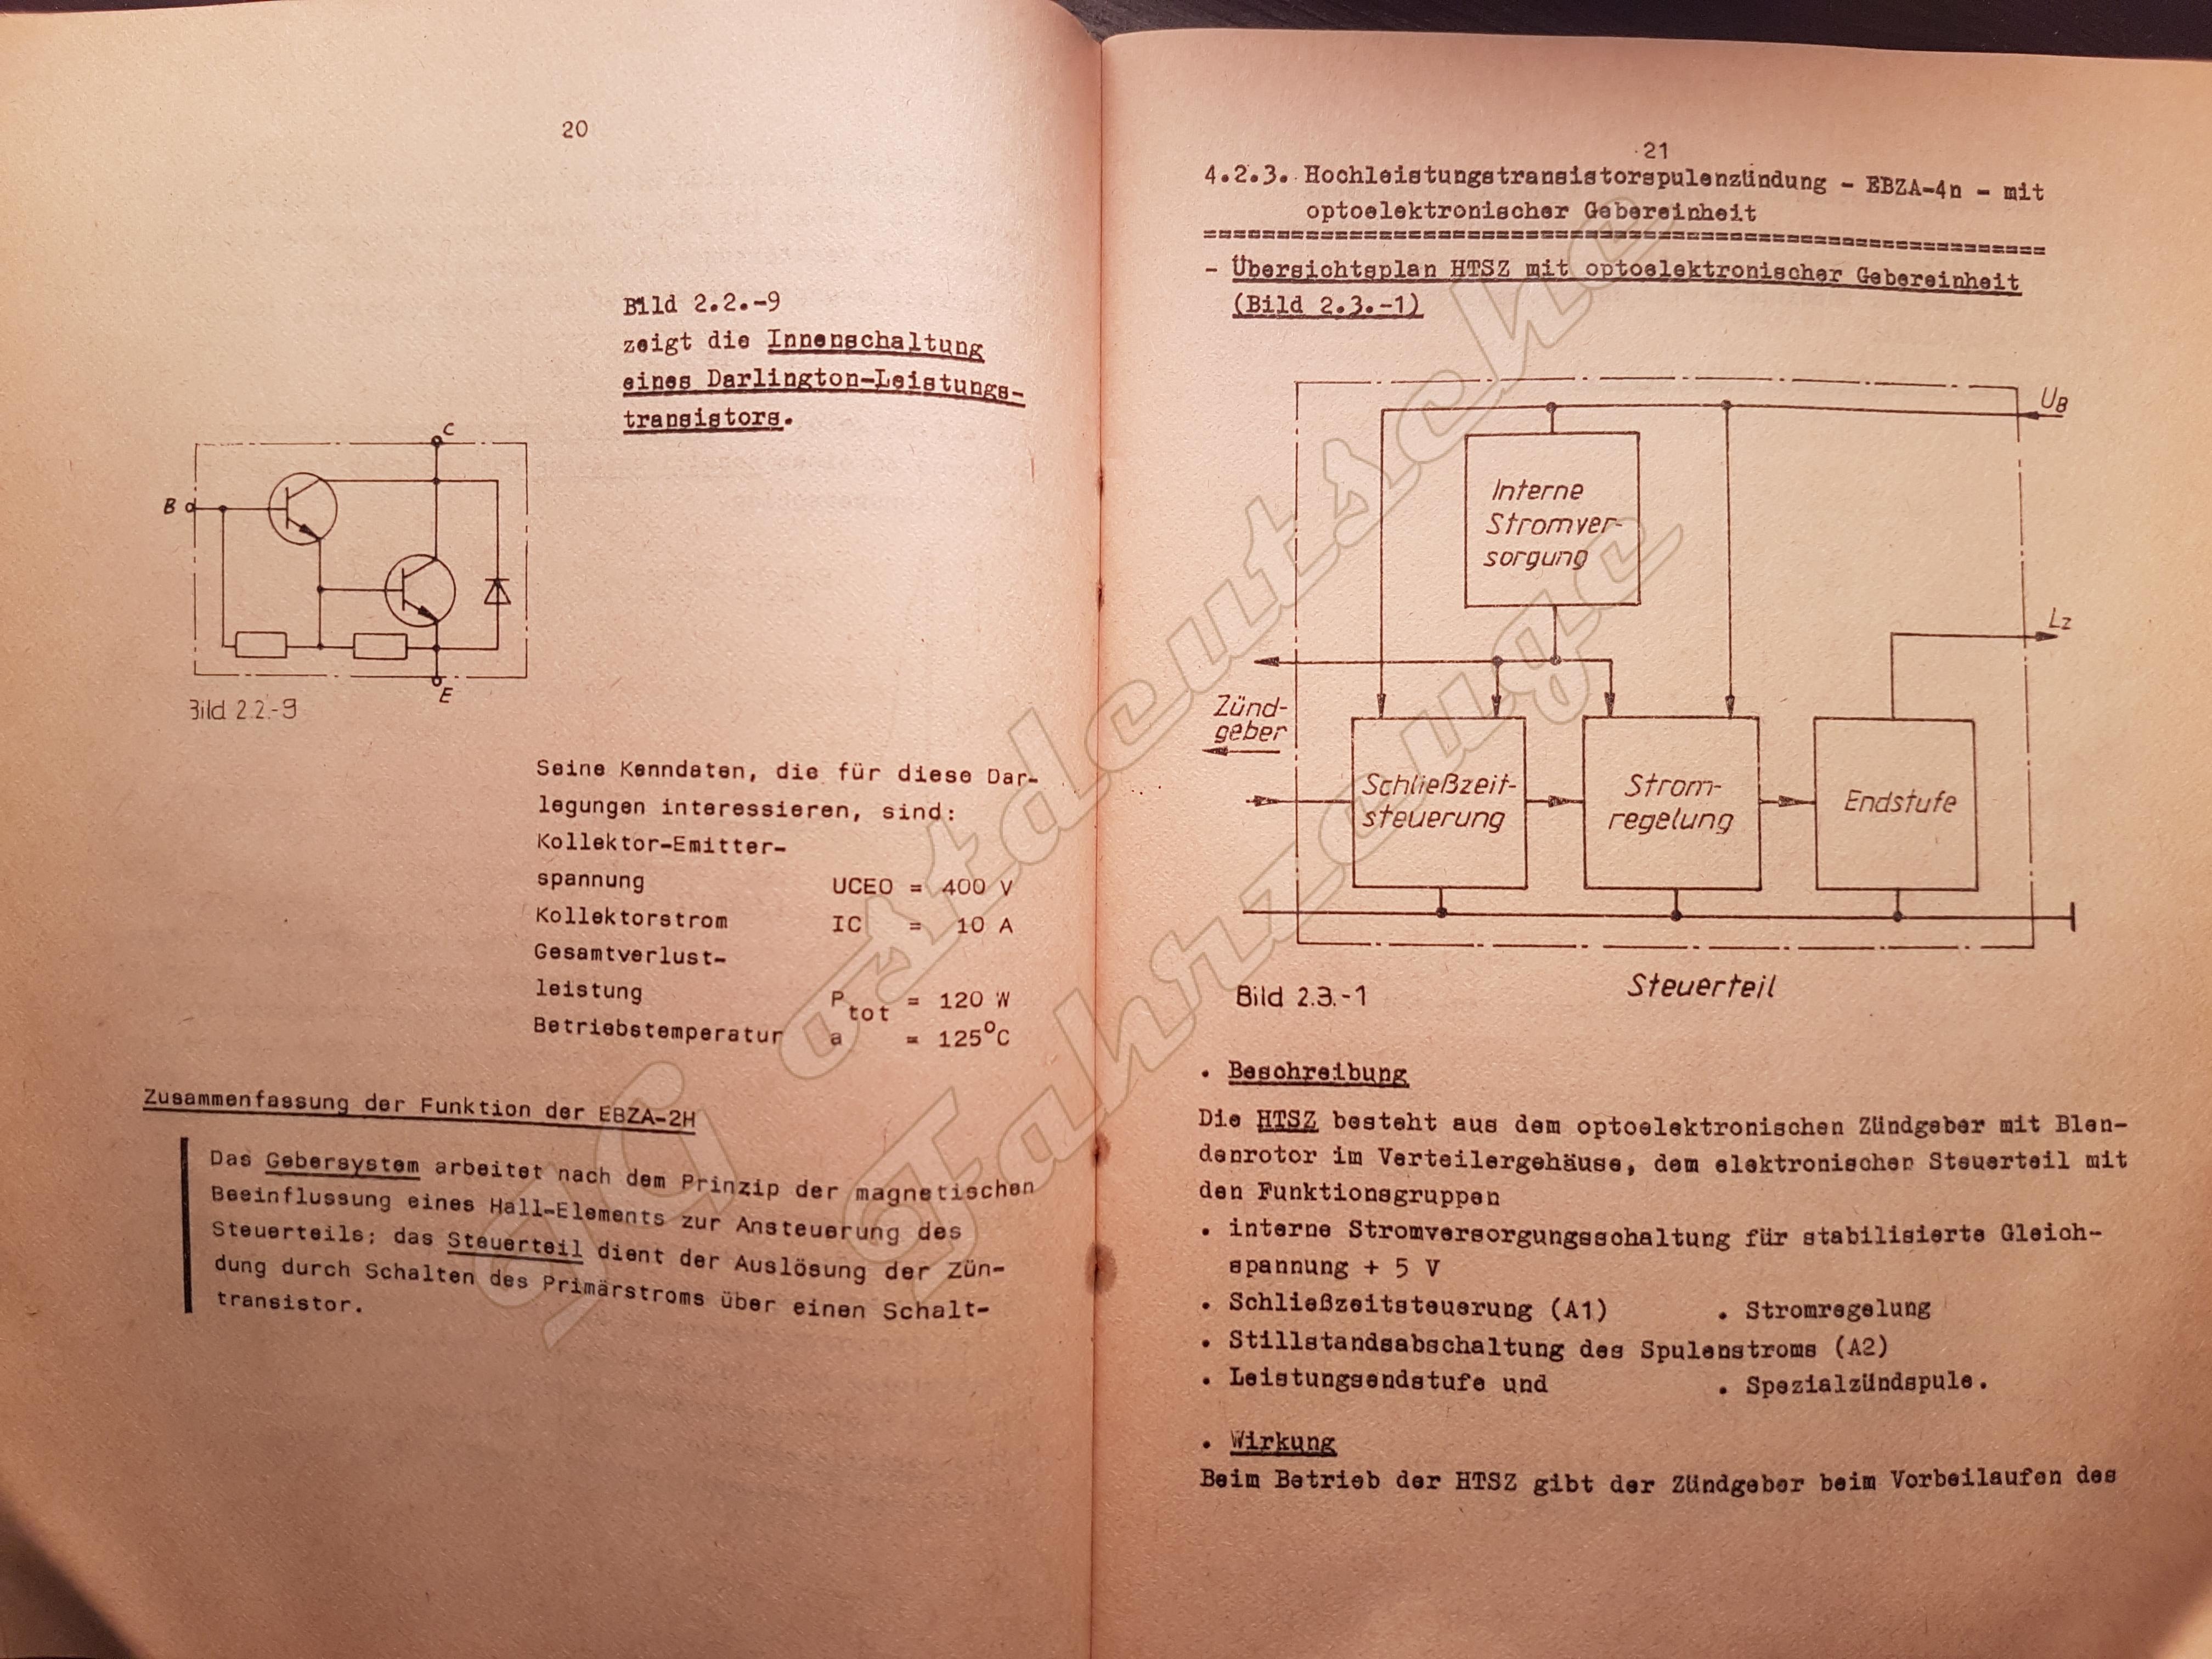 20
Bild 2.2.-9
zeigt die Innenschaltung
eines Darlington-Leistungs-
transistors.
C
B
E
Bild 2.2.-9
Seine Kenndaten, die für diese Dar-
legungen interessieren, sind:
Kollektor-Emitter-
spannung UCEO = 400 V
Kollektorstrom IC = 10 A
Gesamtverlust-
leistung Ptot = 120 W
Betriebstemperatur a = 125°C
Zusammenfassung der Funktion der EBZA-2H
Das Gebersystem arbeitet nach dem Prinzip der magnetischen
Beeinflussung eines Hall-Elements zur Ansteuerung des
Steuerteils; das Steuerteil dient der Auslösung der Zün-
dung durch Schalten des Primärstroms über einen Schalt-
transistor.
21
4.2.3. Hochleistungstransistorspulenzündung - EBZA-4n - mit
optoelektronischer Gebereinheit
==========================================================
- Übersichtsplan HTSZ mit optoelektronischer Gebereinheit
(Bild 2.3.-1)
UB
Interne
Stromver-
sorgung
Lz
Zünd-
geber
Schließzeit-
steuerung
Strom-
regelung
Endstufe
Bild 2.3.-1
Steuerteil
. Beschreibung
Die HTSZ besteht aus dem optoelektronischen Zündgeber mit Blen-
denrotor im Verteilergehäuse, dem elektronischen Steuerteil mit
den Funktionsgruppen
. interne Stromversorgungsschaltung für stabilisierte Gleich-
spannung + 5 V
. Schließzeitsteuerung (A1) . Stromregelung
. Stillstandsabschaltung des Spulenstroms (A2)
. Leistungsendstufe und . Spezialzündspule.
. Wirkung
Beim Betrieb der HTSZ gibt der Zündgeber beim Vorbeilaufen des
IG ostdeutsche
Fahrzeuge